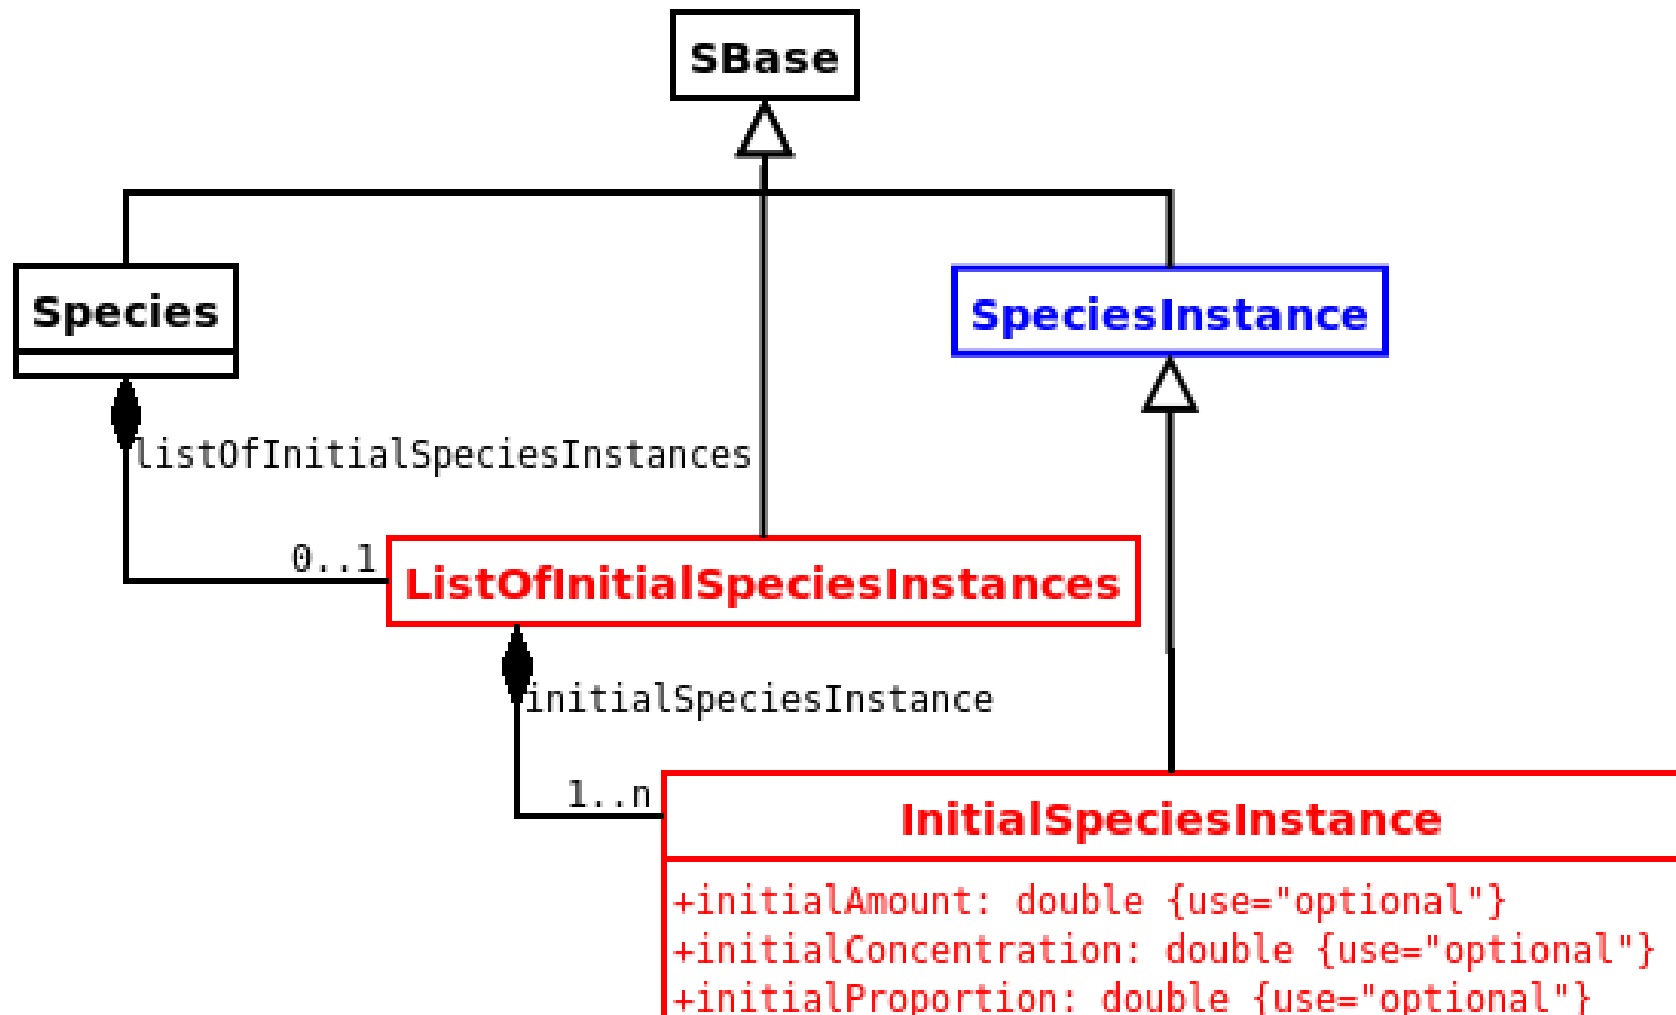 SBase
Species
SpeciesInstance
listOfInitialSpeciesInstances
0..1
ListOfInitialSpeciesInstances
initialSpeciesInstance
1..n
InitialSpeciesInstance
+initialAmount: double {use="optional"}
+initialConcentration: double {use="optional"}
+initialProportion: double {use="optional"}